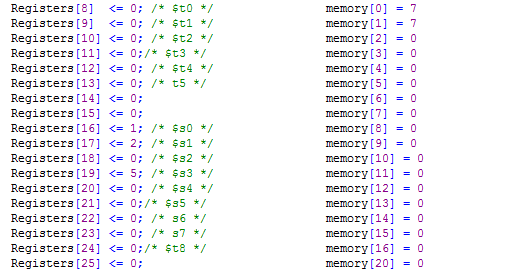 Registers[8]  <= 0; /* $t0 */ memory[0] = 7
Registers[9]  <= 0; /* $t1 */ memory[1] = 7
Registers[10] <= 0; /* $t2 */ memory[2] = 0
Registers[11] <= 0;/* $t3 */ memory[3] = 0
Registers[12] <= 0; /* $t4 */ memory[4] = 0
Registers[13] <= 0; /* t5 */ memory[5] = 0
Registers[14] <= 0; memory[6] = 0
Registers[15] <= 0; memory[7] = 0
Registers[16] <= 1; /* $s0 */ memory[8] = 0
Registers[17] <= 2; /* $s1 */ memory[9] = 0
Registers[18] <= 0; /* $s2 */ memory[10] = 0
Registers[19] <= 5; /* $s3 */ memory[11] = 0
Registers[20] <= 0; /* $s4 */ memory[12] = 0
Registers[21] <= 0;/* $s5 */ memory[13] = 0
Registers[22] <= 0; /* s6 */ memory[14] = 0
Registers[23] <= 0; /* s7 */ memory[15] = 0
Registers[24] <= 0;/* $t8 */ memory[16] = 0
Registers[25] <= 0; memory[20] = 0